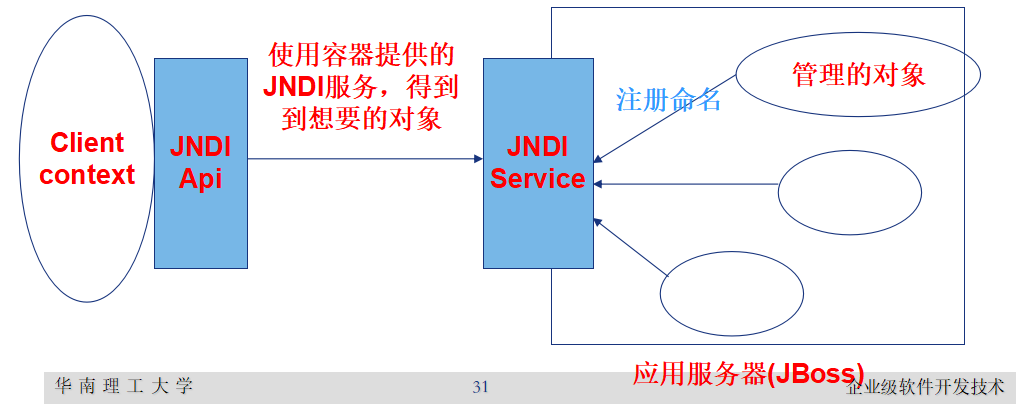 使用容器提供的
JNDI服务，得到
到想要的对象
Client
context
JNDI
Api
JNDI
Service
注册命名
管理的对象
应用服务器(JBoss)
华南理工大学
31
企业级软件开发技术